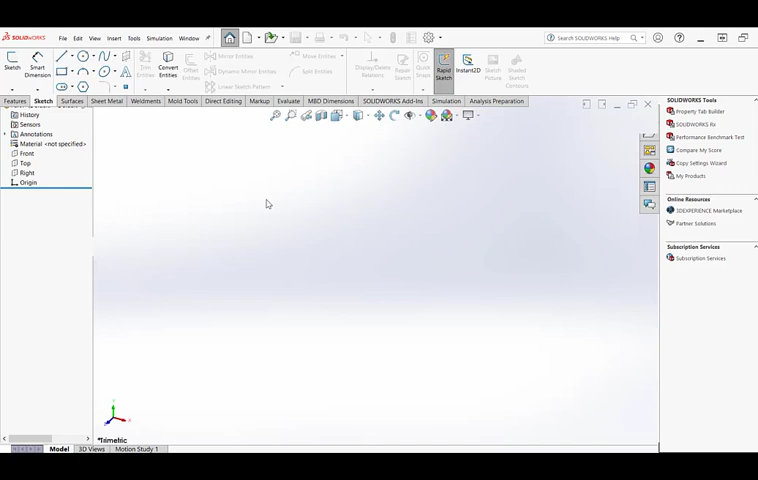 SOLIDWORKS File Edit View Insert Tools Simulation Window Search SOLIDWORKS Help
Sketch Smart Dimension Trim Entities Convert Entities Offset Entities Mirror Entities Dynamic Mirror Entities Linear Sketch Pattern Move Entities Split Entities Display/Delete Relations Repair Sketch Quick Snaps Rapid Sketch Instant2D Sketch Picture Shaded Sketch Contours
Features Sketch Surfaces Sheet Metal Weldments Mold Tools Direct Editing Markup Evaluate MBD Dimensions SOLIDWORKS Add-Ins Simulation Analysis Preparation
History
Sensors
Annotations
Material <not specified>
Front
Top
Right
Origin
SOLIDWORKS Tools
Property Tab Builder
SOLIDWORKS Rx
Performance Benchmark Test
Compare My Score
Copy Settings Wizard
My Products
Online Resources
3DEXPERIENCE Marketplace
Partner Solutions
Subscription Services
Subscription Services
*Trimetric
Model 3D Views Motion Study 1